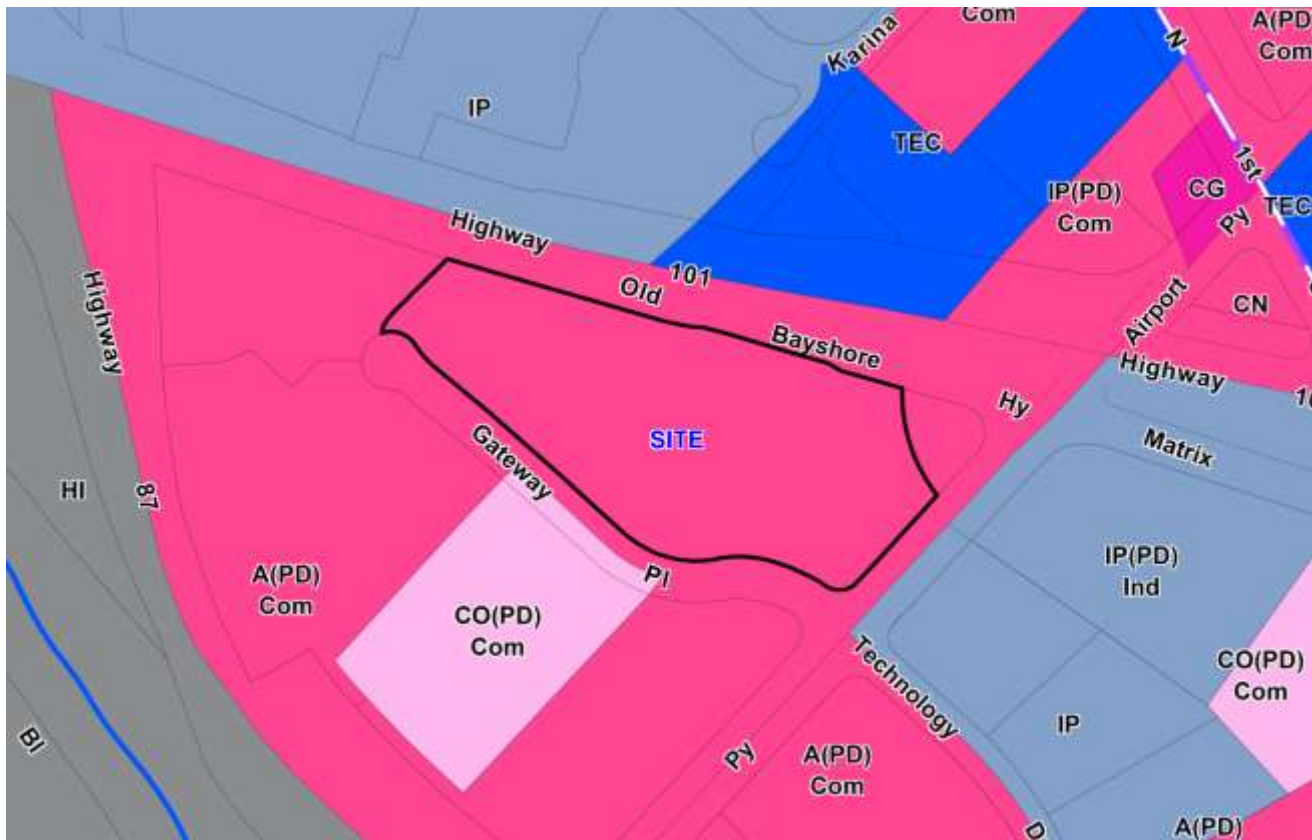 Com
A(PD)
Com
N
Karina
IP
TEC
IP(PD)
Com
CG
1st
Py
TEC
Highway
101
Old
Bayshore
Airport
CN
Highway
Highway
Hy
Matrix
SITE
Gateway
HI
87
IP(PD)
Ind
A(PD)
Com
Pl
CO(PD)
Com
Technology
CO(PD)
Com
IP
BI
Py
A(PD)
Com
A(PD)
D